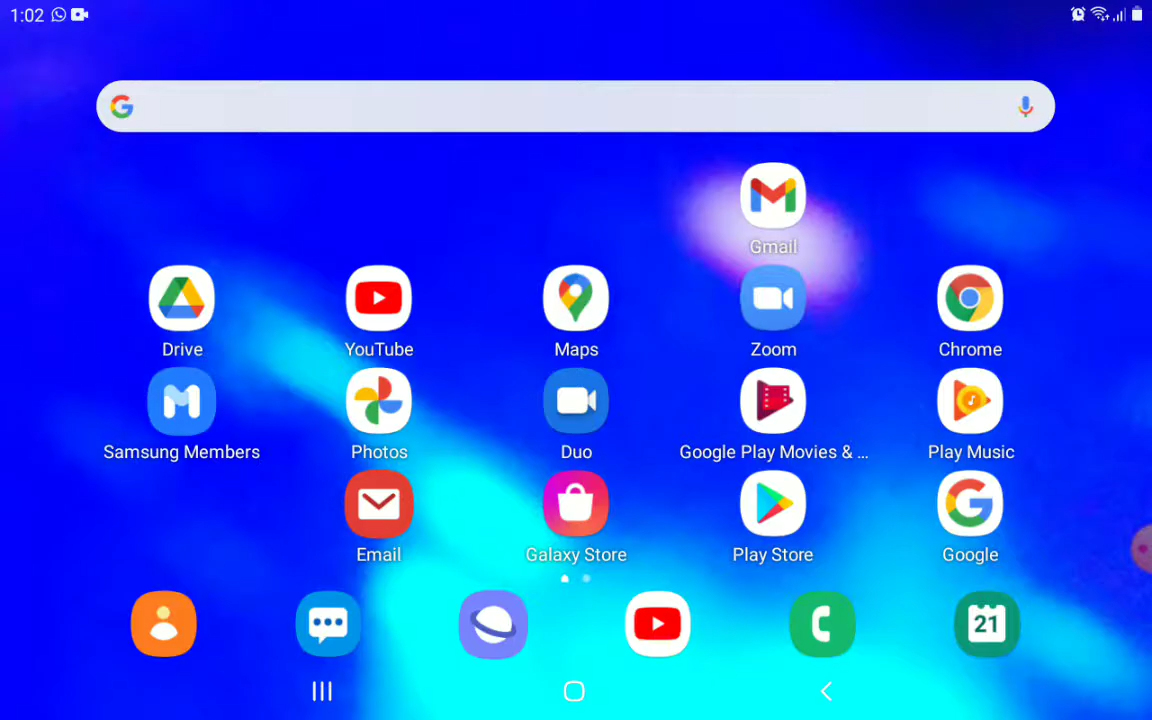 1:02
Gmail
Drive
YouTube
Maps
Zoom
Chrome
Samsung Members
Photos
Duo
Google Play Movies & ...
Play Music
Email
Galaxy Store
Play Store
Google
21